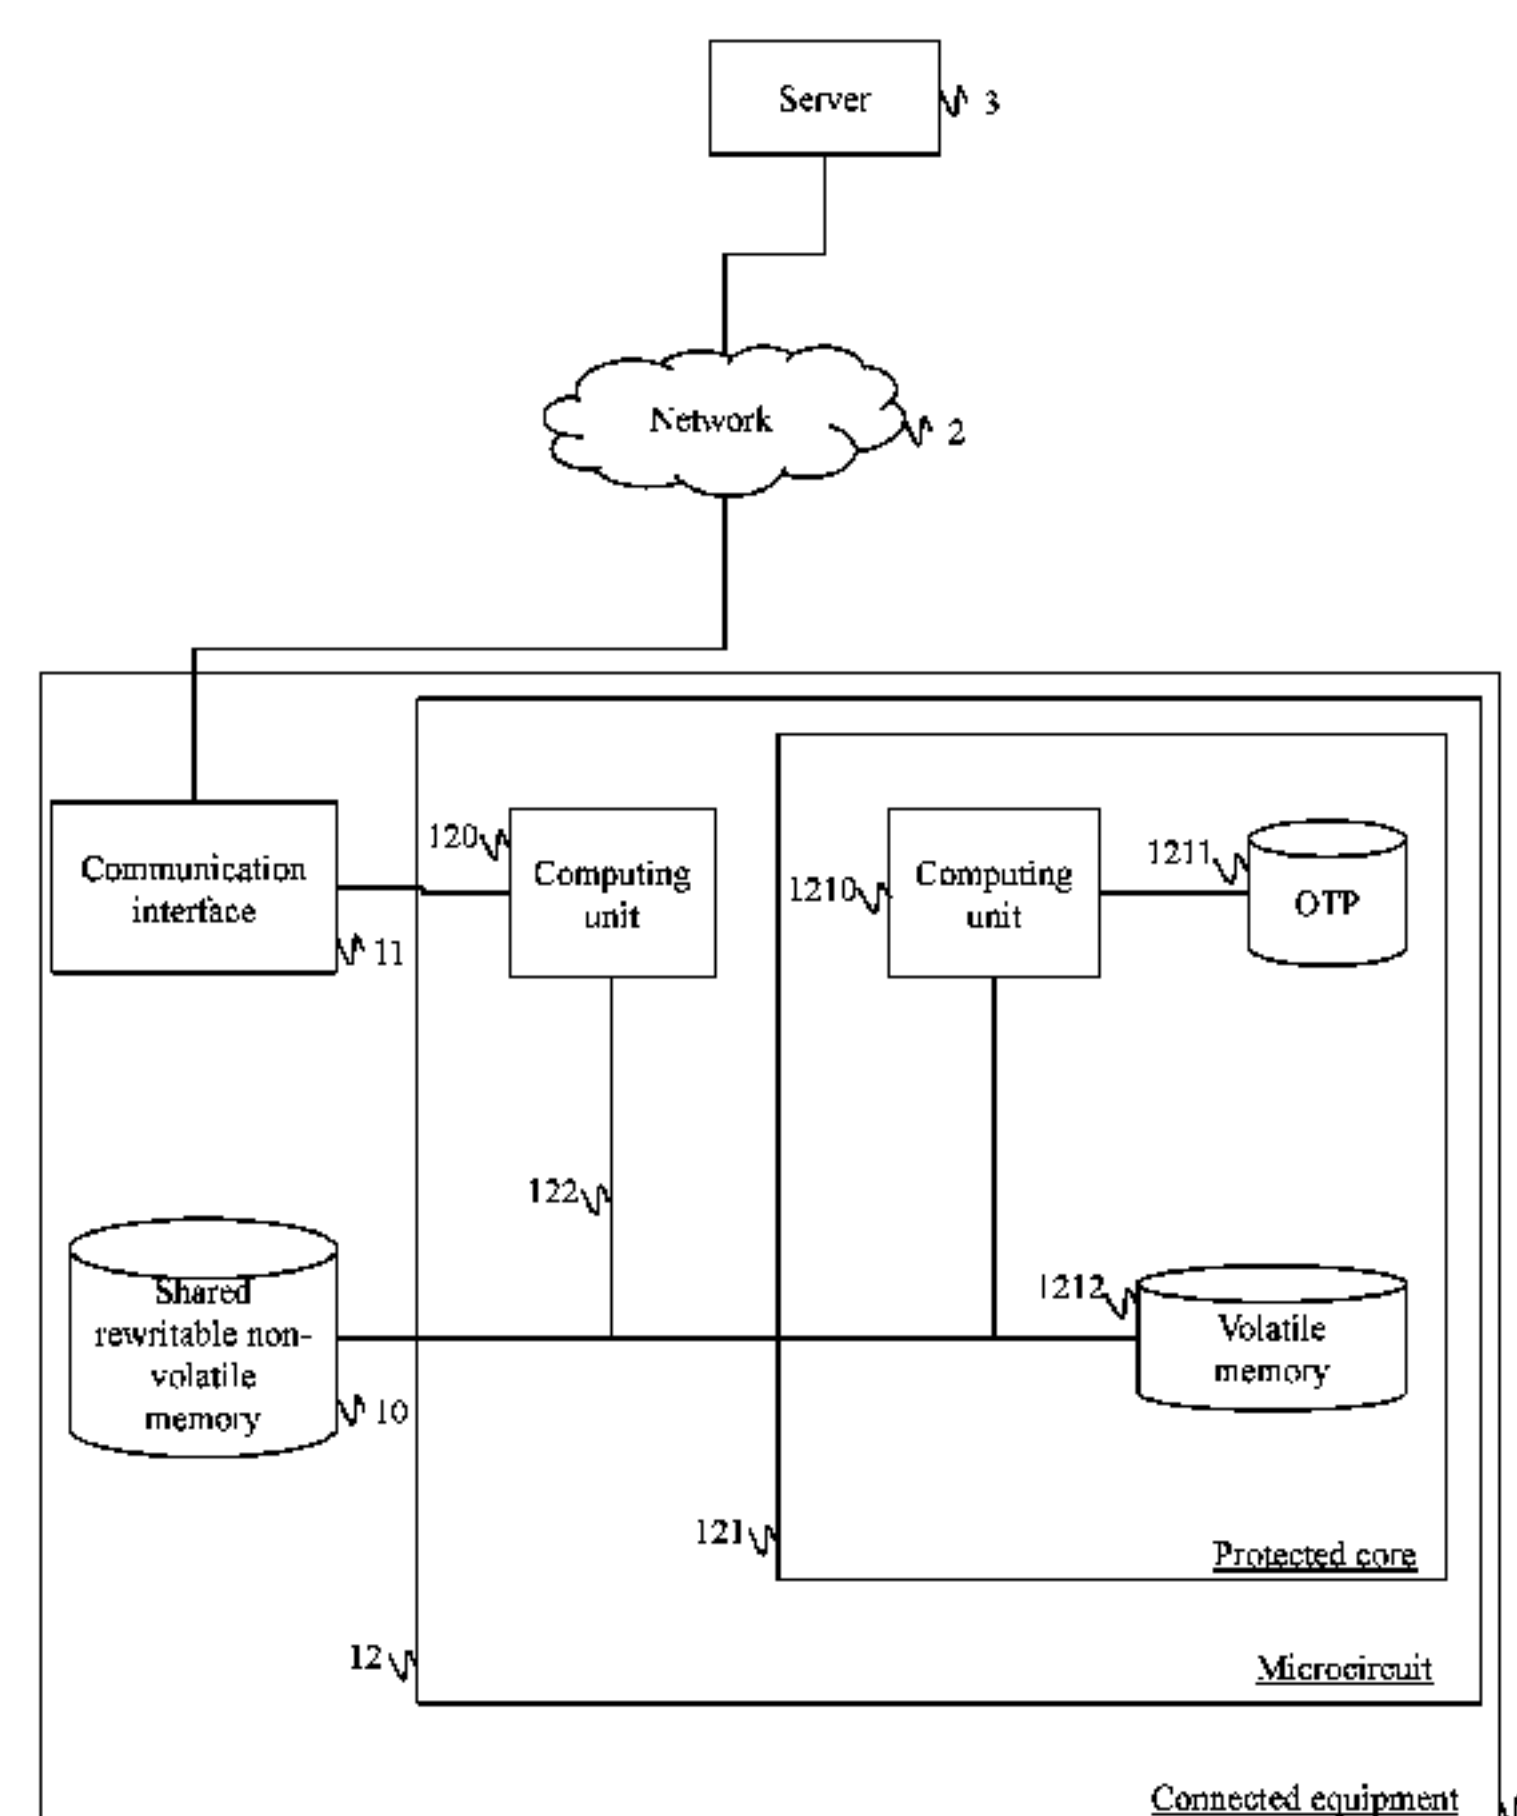 Server
3
Network
2
120
Computing
unit
1210
Computing
unit
1211
OTP
Communication
interface
11
122
Shared
rewritable non-
volatile
memory
10
1212
Volatile
memory
121
Protected core
12
Microcircuit
Connected equipment